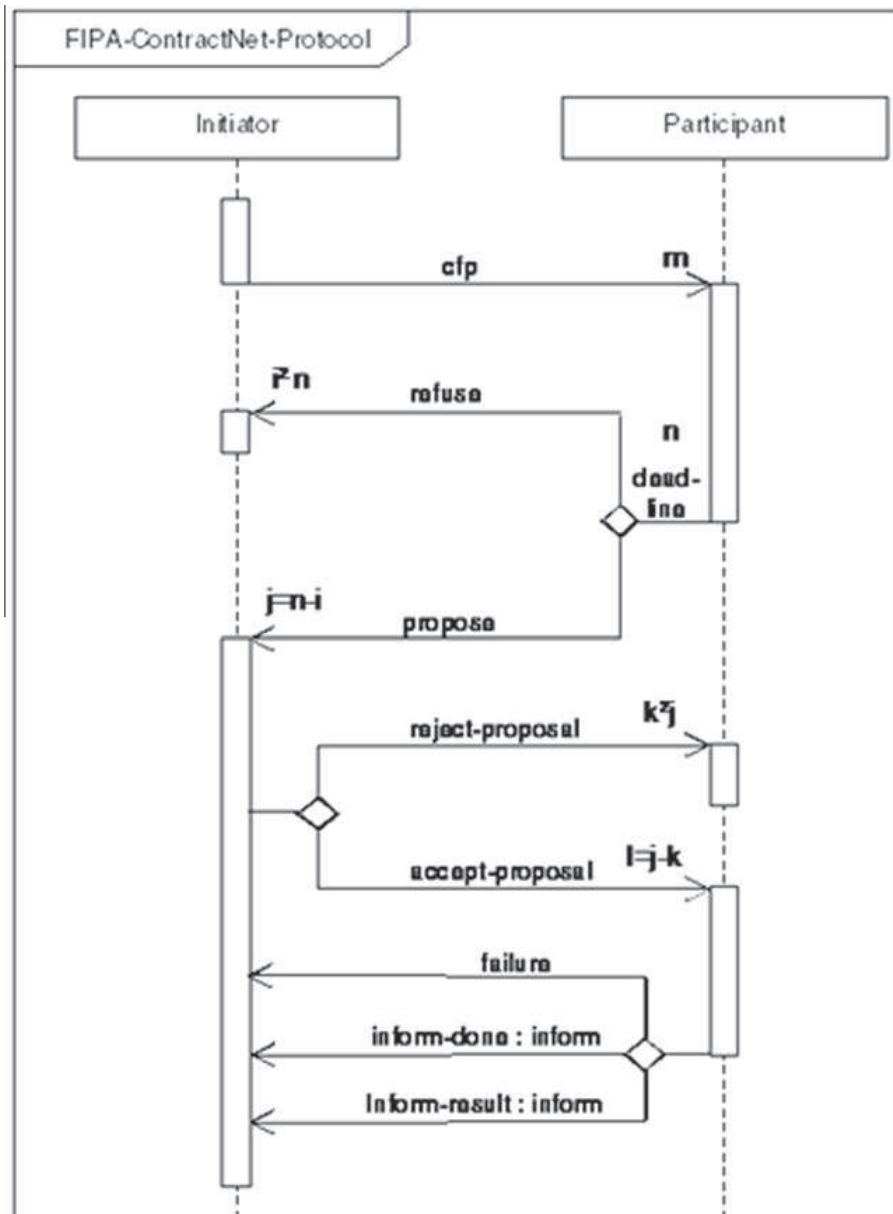 FIPA-ContractNet-Protocol
Initiator
Participant
cfp
m
refuse
n
dead-
line
j=n-i
propose
reject-proposal
accept-proposal
l=j-k
failure
inform-done : inform
Inform-result : inform